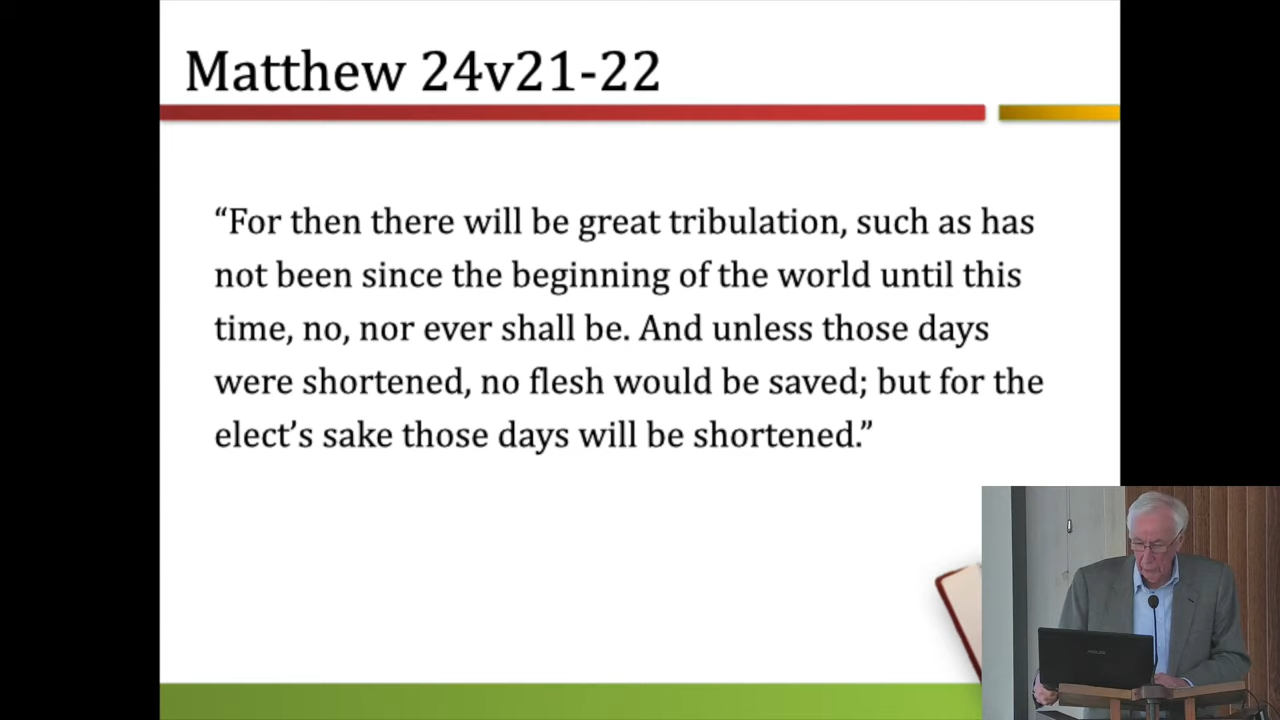 Matthew 24v21-22
“For then there will be great tribulation, such as has
not been since the beginning of the world until this
time, no, nor ever shall be. And unless those days
were shortened, no flesh would be saved; but for the
elect’s sake those days will be shortened.”
ASUS